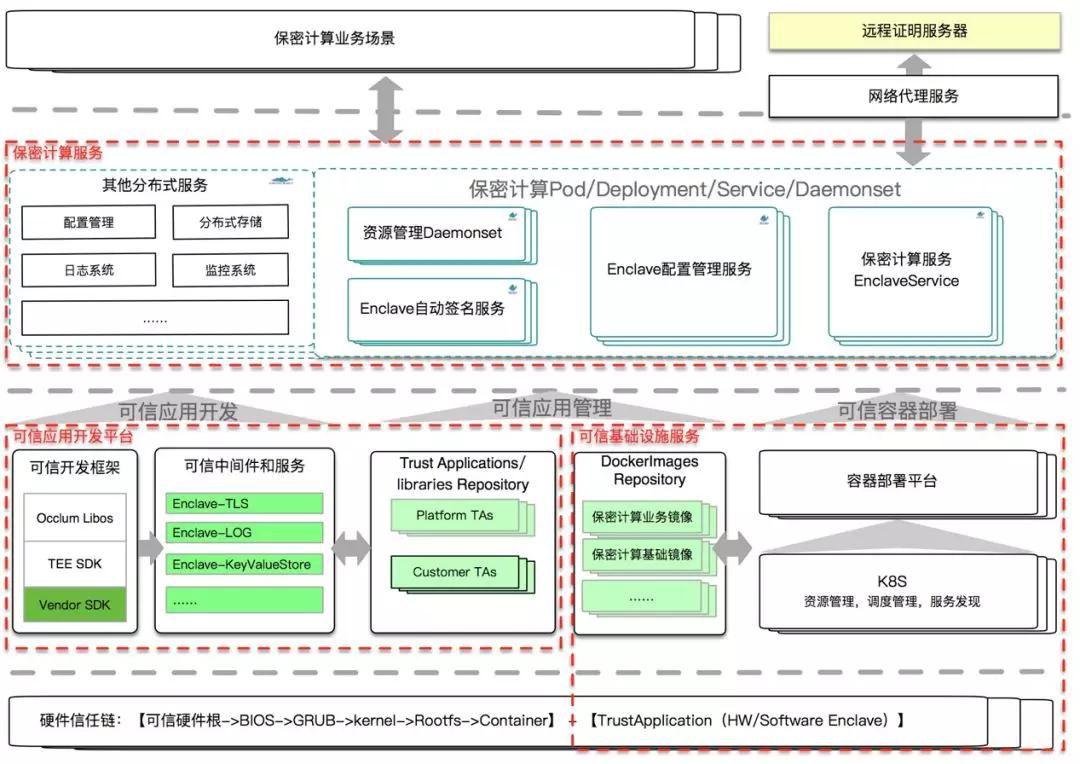 保密计算业务场景
远程证明服务器
网络代理服务
保密计算服务
其他分布式服务
配置管理
分布式存储
日志系统
监控系统
......
保密计算Pod/Deployment/Service/Daemonset
资源管理Daemonset
Enclave自动签名服务
Enclave配置管理服务
保密计算服务
EnclaveService
可信应用开发
可信应用管理
可信容器部署
可信应用开发平台
可信开发框架
Occlum Libos
TEE SDK
Vendor SDK
可信中间件和服务
Enclave-TLS
Enclave-LOG
Enclave-KeyValueStore
......
Trust Applications/
libraries Repository
Platform TAs
Customer TAs
可信基础设施服务
DockerImages
Repository
保密计算业务镜像
保密计算基础镜像
......
容器部署平台
K8S
资源管理，调度管理，服务发现
硬件信任链：【可信硬件根->BIOS->GRUB->kernel->Rootfs->Container】 + 【TrustApplication（HW/Software Enclave）】